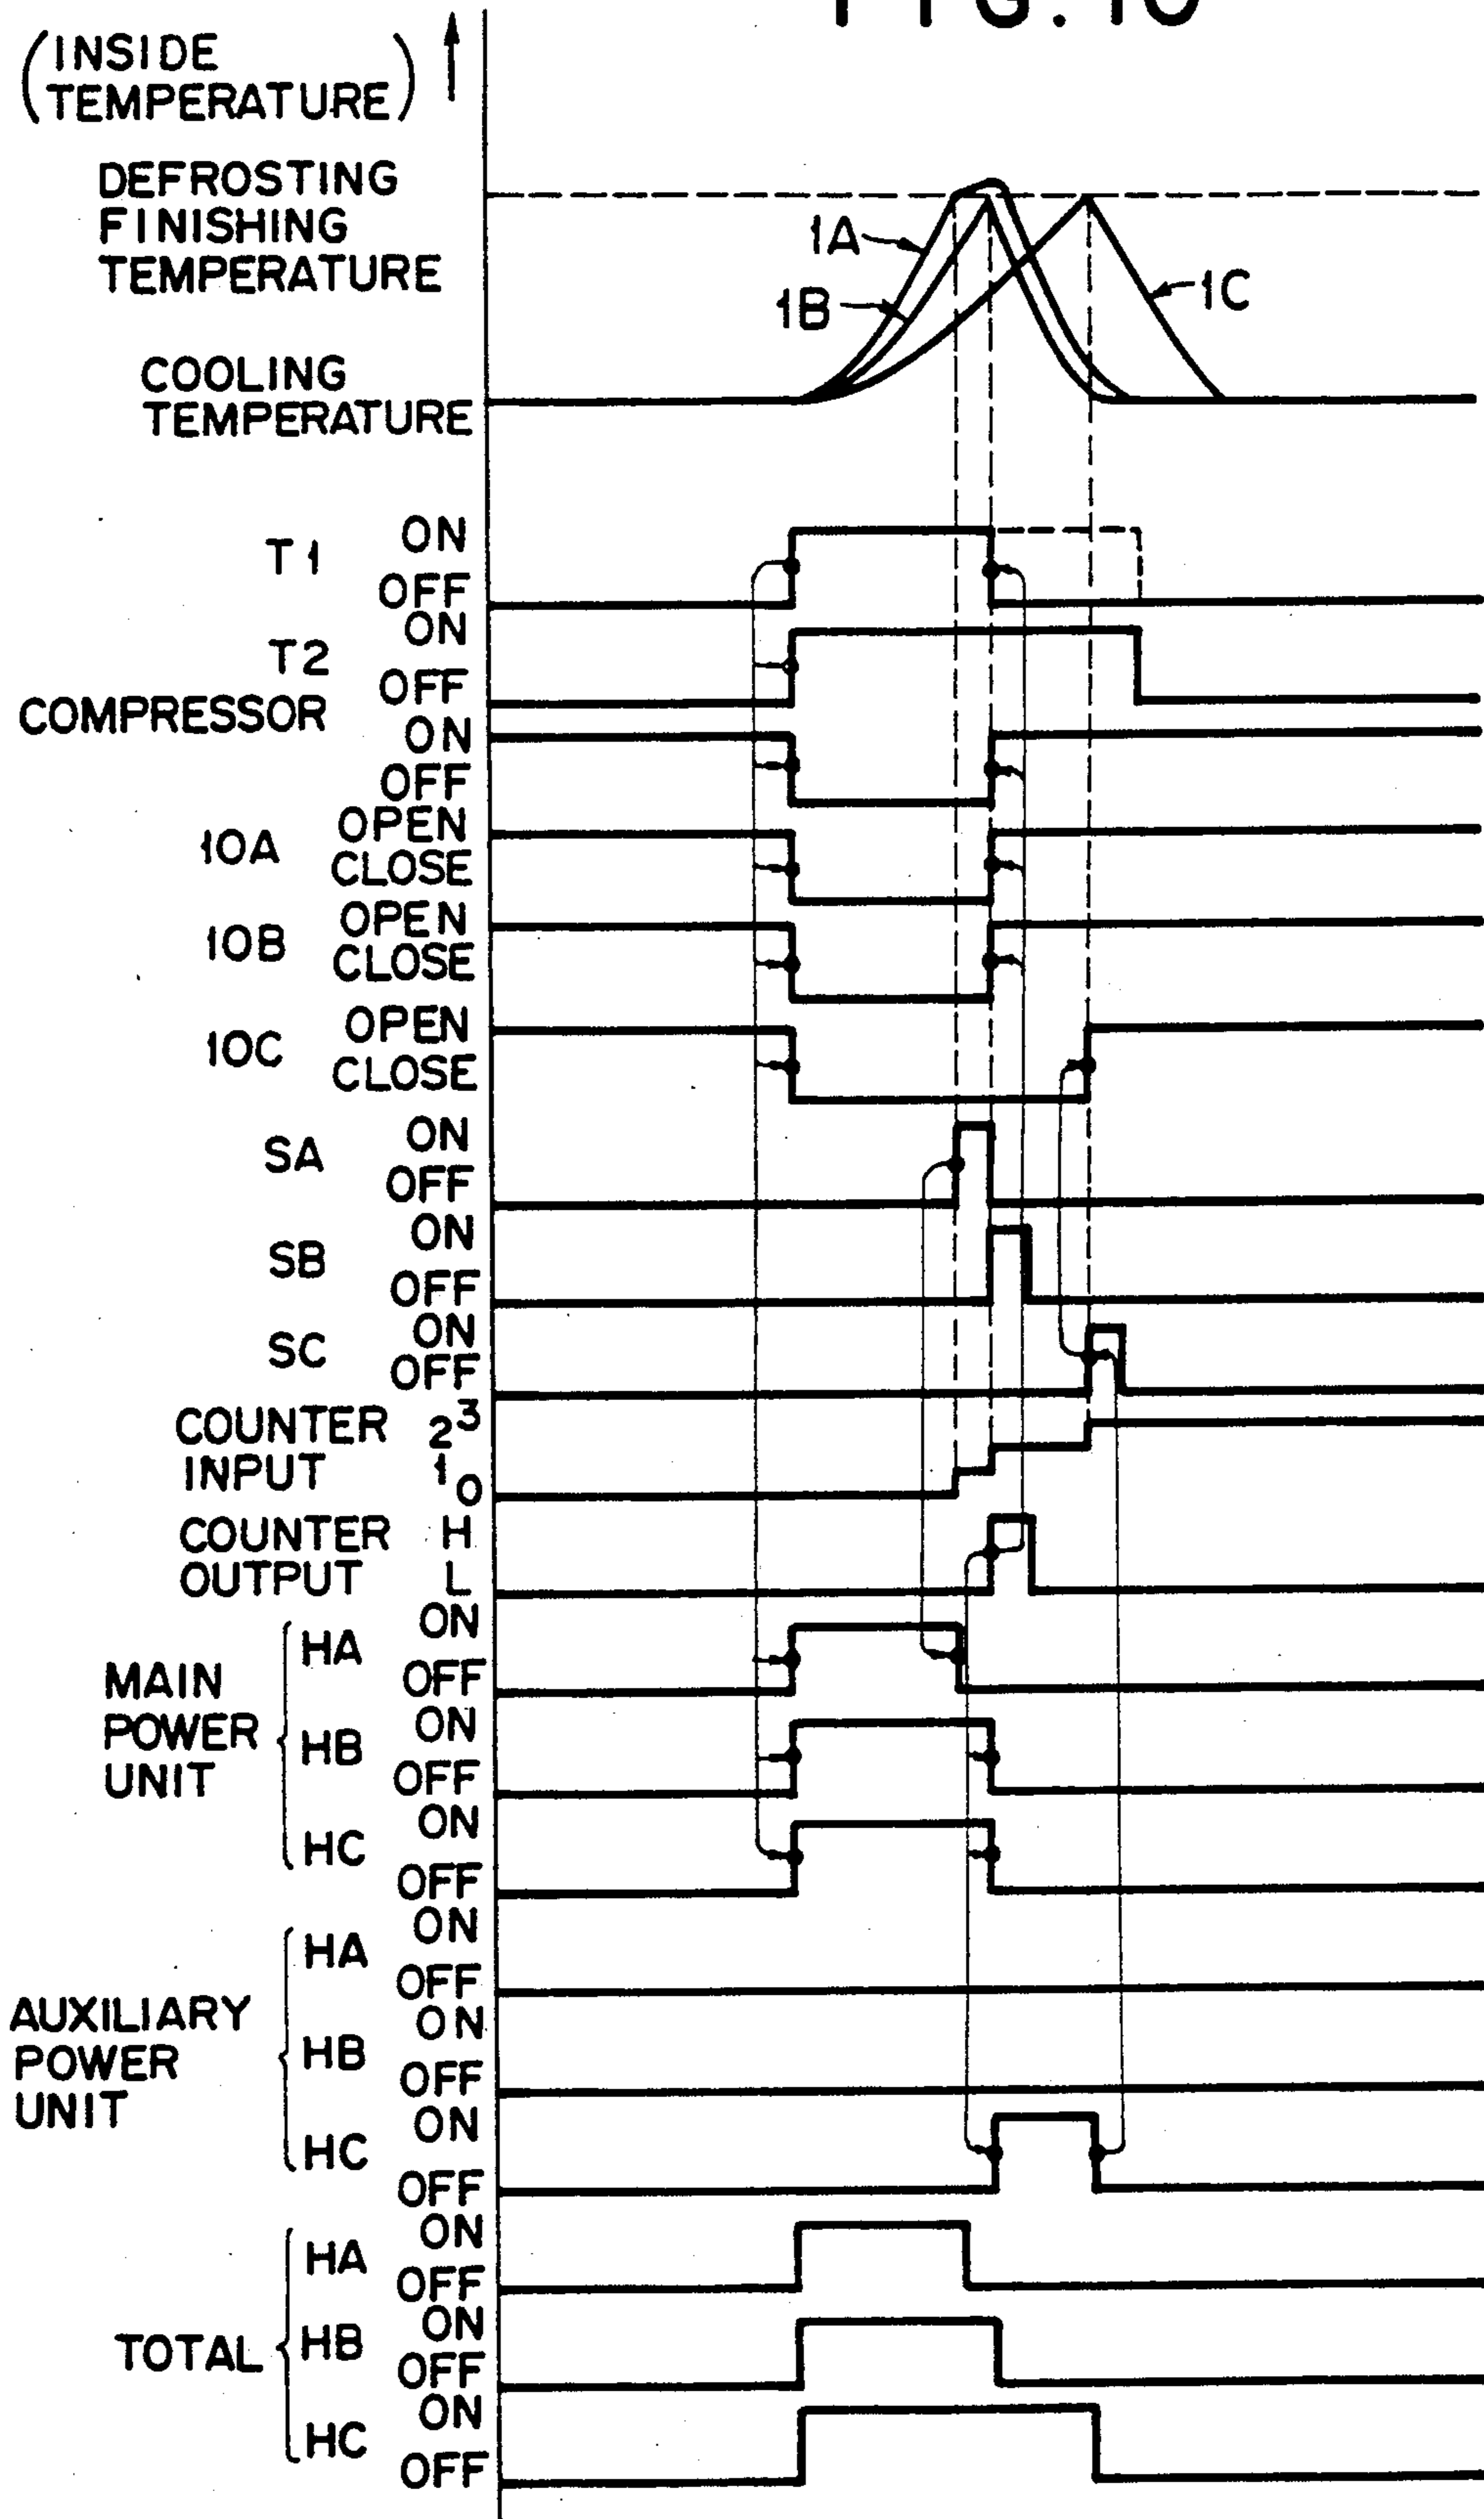 FIG. 10
(INSIDE
TEMPERATURE)
DEFROSTING
FINISHING
TEMPERATURE
1A
1B
1C
COOLING
TEMPERATURE
T1
ON
OFF
T2
ON
OFF
COMPRESSOR
ON
OFF
10A
OPEN
CLOSE
10B
OPEN
CLOSE
10C
OPEN
CLOSE
SA
ON
OFF
SB
ON
OFF
SC
ON
OFF
COUNTER
INPUT
3
2
1
0
COUNTER
OUTPUT
H
L
MAIN
POWER
UNIT
HA
ON
OFF
HB
ON
OFF
HC
ON
OFF
AUXILIARY
POWER
UNIT
HA
ON
OFF
HB
ON
OFF
HC
ON
OFF
TOTAL
HA
ON
OFF
HB
ON
OFF
HC
ON
OFF